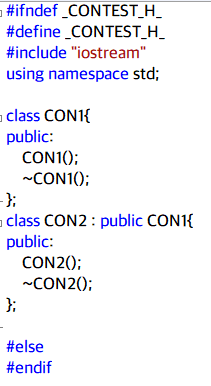 #ifndef _CONTEST_H_
#define _CONTEST_H_
#include "iostream"
using namespace std;
class CON1{
public:
CON1();
~CON1();
};
class CON2 : public CON1{
public:
CON2();
~CON2();
};
#else
#endif